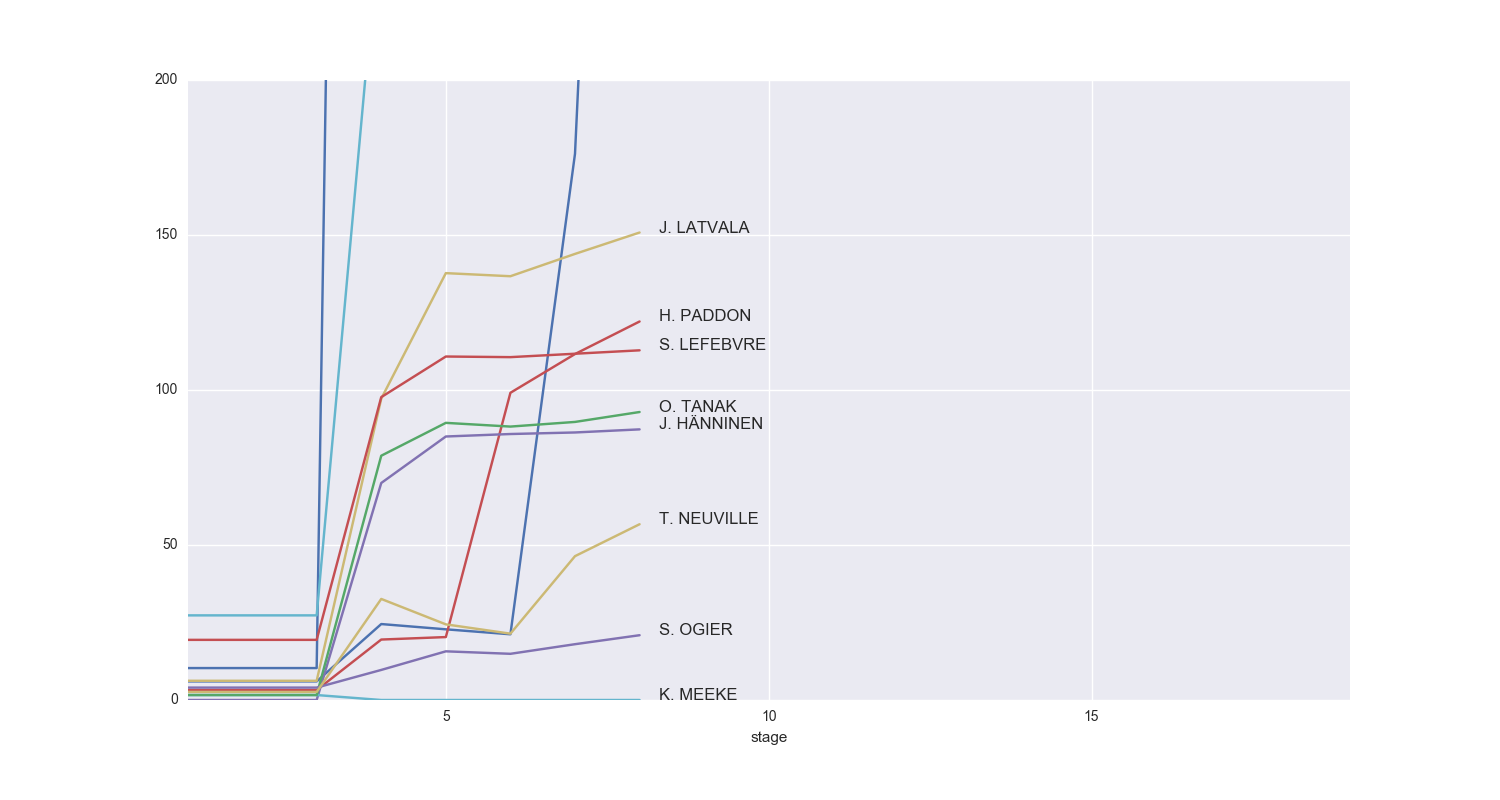 200
150
100
50
0
J. LATVALA
H. PADDON
S. LEFEBVRE
O. TANAK
J. HÄNNINEN
T. NEUVILLE
S. OGIER
K. MEEKE
5 10 15
stage